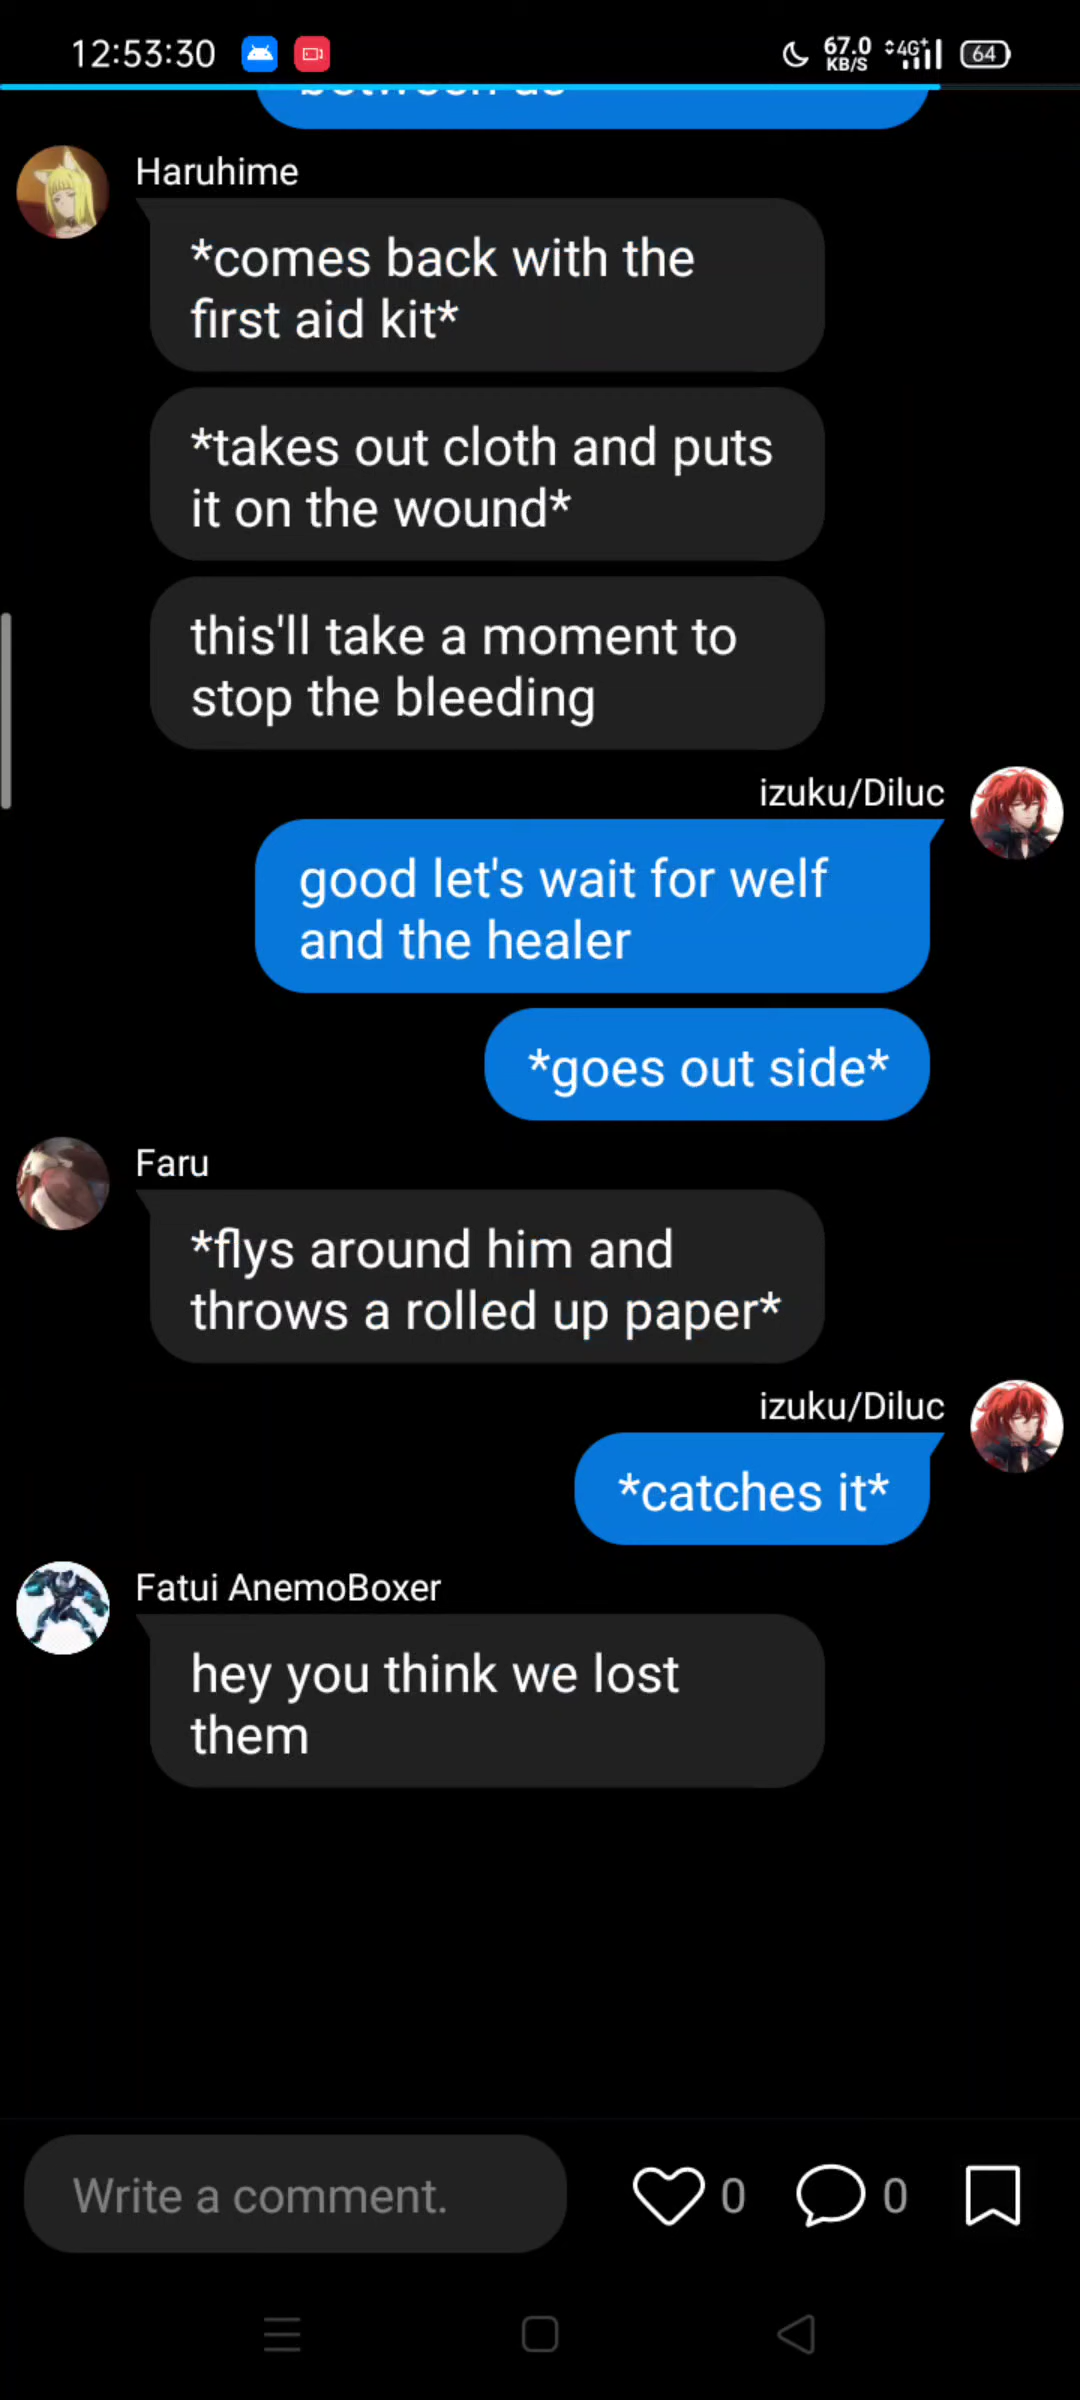 12:53:30
67.0
KB/S
4G+
64
Haruhime
*comes back with the
first aid kit*
*takes out cloth and puts
it on the wound*
this'll take a moment to
stop the bleeding
izuku/Diluc
good let's wait for welf
and the healer
*goes out side*
Faru
*flys around him and
throws a rolled up paper*
izuku/Diluc
*catches it*
Fatui AnemoBoxer
hey you think we lost
them
Write a comment.
0
0